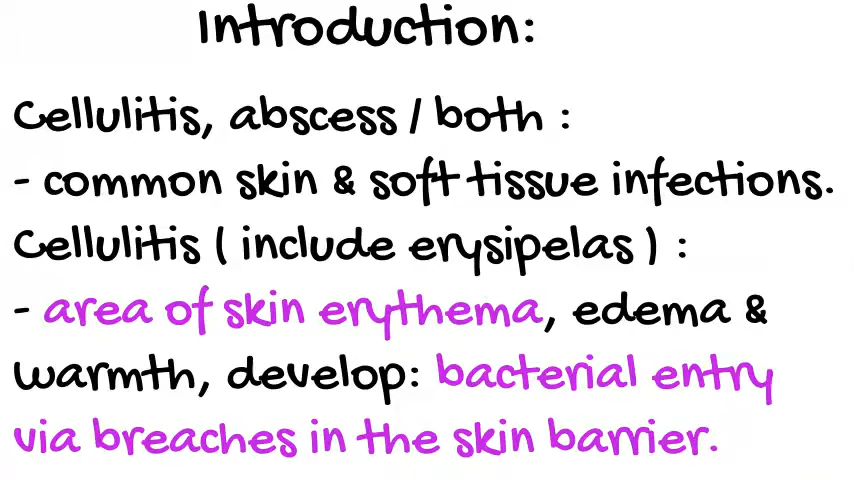 Introduction:
Cellulitis, abscess / both :
- common skin & soft tissue infections.
Cellulitis ( include erysipelas ) :
- area of skin erythema, edema &
warmth, develop: bacterial entry
via breaches in the skin barrier.